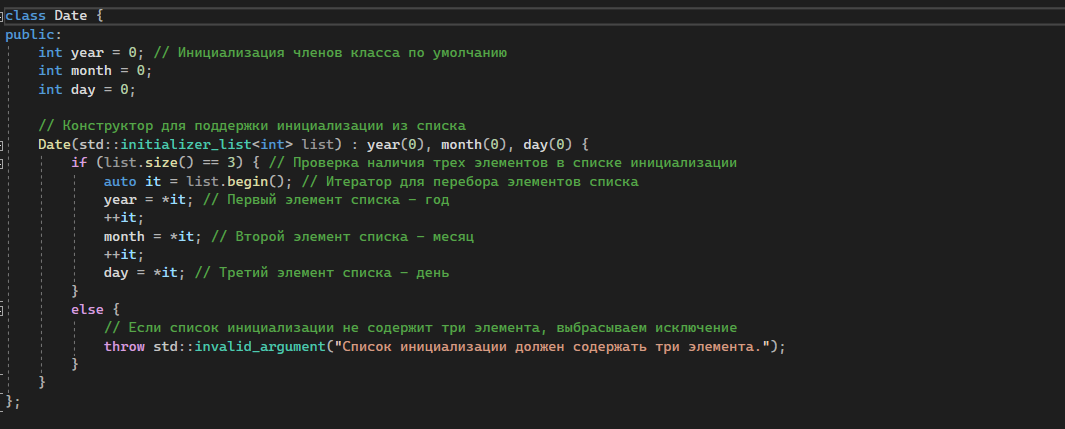 class Date {
public:
    int year = 0; // Инициализация членов класса по умолчанию
    int month = 0;
    int day = 0;

    // Конструктор для поддержки инициализации из списка
    Date(std::initializer_list<int> list) : year(0), month(0), day(0) {
        if (list.size() == 3) { // Проверка наличия трех элементов в списке инициализации
            auto it = list.begin(); // Итератор для перебора элементов списка
            year = *it; // Первый элемент списка - год
            ++it;
            month = *it; // Второй элемент списка - месяц
            ++it;
            day = *it; // Третий элемент списка - день
        }
        else {
            // Если список инициализации не содержит три элемента, выбрасываем исключение
            throw std::invalid_argument("Список инициализации должен содержать три элемента.");
        }
    }
};